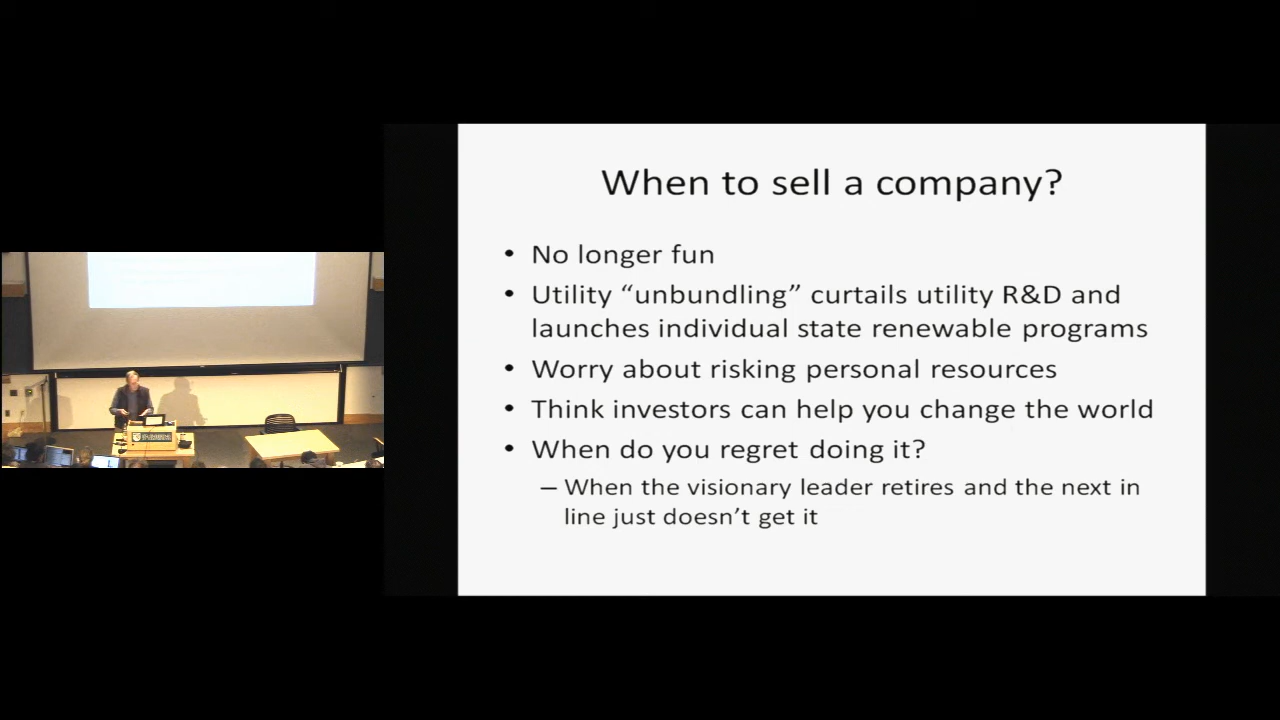 When to sell a company?
• No longer fun
• Utility “unbundling” curtails utility R&D and
launches individual state renewable programs
• Worry about risking personal resources
• Think investors can help you change the world
• When do you regret doing it?
– When the visionary leader retires and the next in
line just doesn’t get it